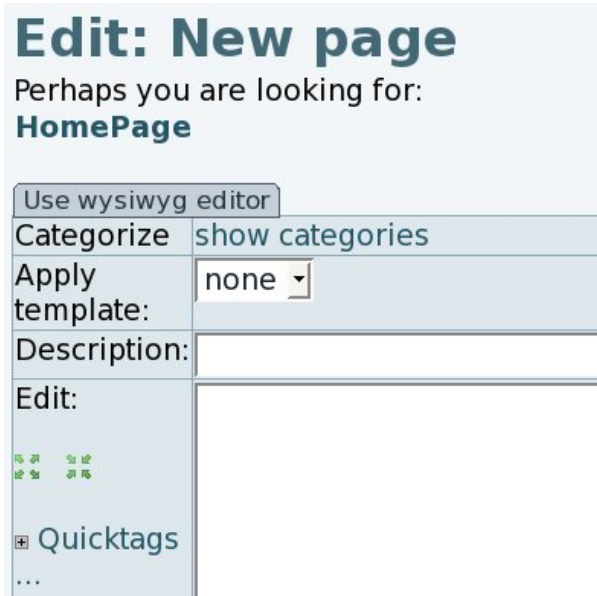 Edit: New page
Perhaps you are looking for:
HomePage
Use wysiwyg editor
Categorize show categories
Apply template: none
Description:
Edit:
Quicktags
...